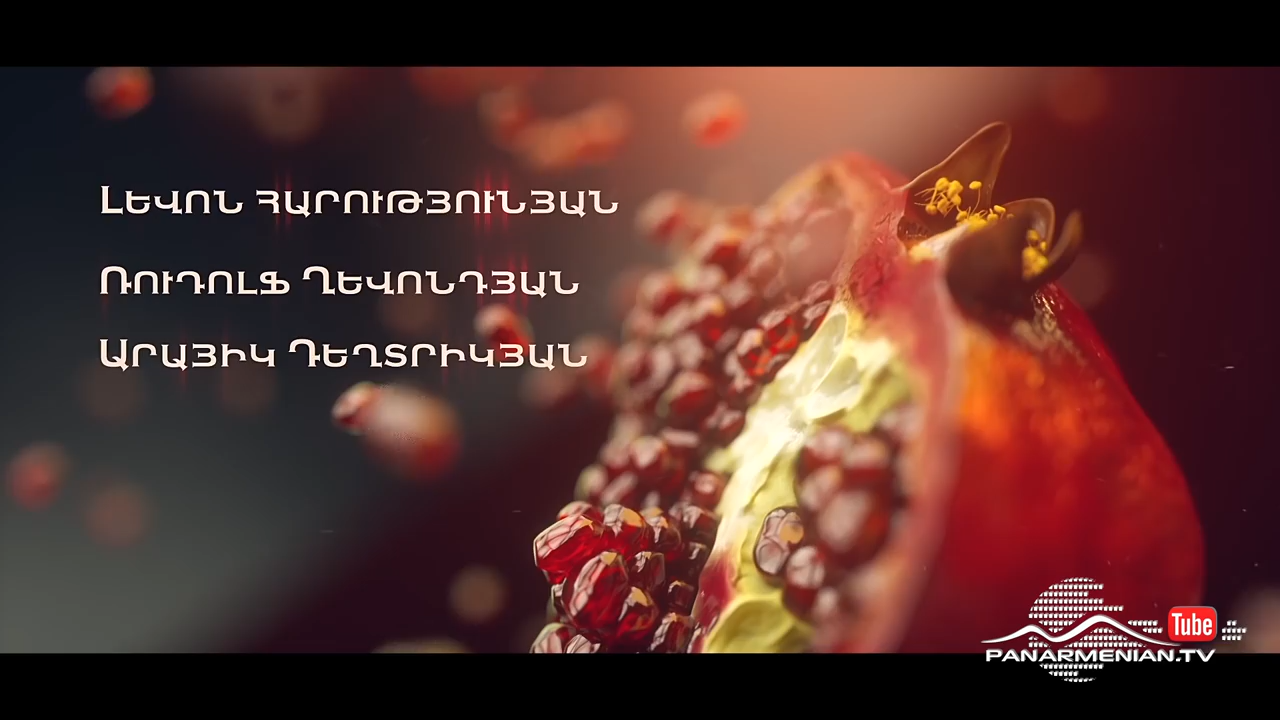 ԼԵՎՈՆ ՀԱՐՈՒԹՅՈՒՆՅԱՆ
ՌՈՒԴՈԼՖ ՂԵՎՈՆԴՅԱՆ
ԱՐԱՅԻԿ ԴԵՂՏՐԻԿՅԱՆ
Tube
PANARMENIAN.TV